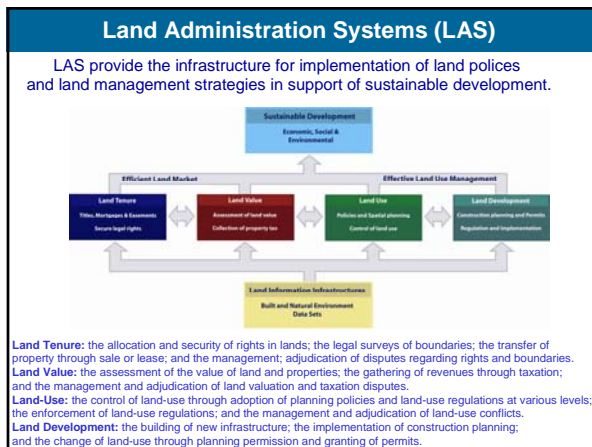 Land Administration Systems (LAS)
LAS provide the infrastructure for implementation of land polices
and land management strategies in support of sustainable development.
Sustainable Development
Economic, Social &
Environmental
Efficient Land Market
Effective Land Use Management
Land Tenure
Titles, Mortgages & Easements
Secure legal rights
Land Value
Assessment of land value
Collection of property tax
Land Use
Policies and Spatial planning
Control of land use
Land Development
Construction planning and Permits
Regulation and Implementation
Land Information Infrastructures
Built and Natural Environment
Data Sets
Land Tenure: the allocation and security of rights in lands; the legal surveys of boundaries; the transfer of
property through sale or lease; and the management; adjudication of disputes regarding rights and boundaries.
Land Value: the assessment of the value of land and properties; the gathering of revenues through taxation;
and the management and adjudication of land valuation and taxation disputes.
Land-Use: the control of land-use through adoption of planning policies and land-use regulations at various levels;
the enforcement of land-use regulations; and the management and adjudication of land-use conflicts.
Land Development: the building of new infrastructure; the implementation of construction planning;
and the change of land-use through planning permission and granting of permits.